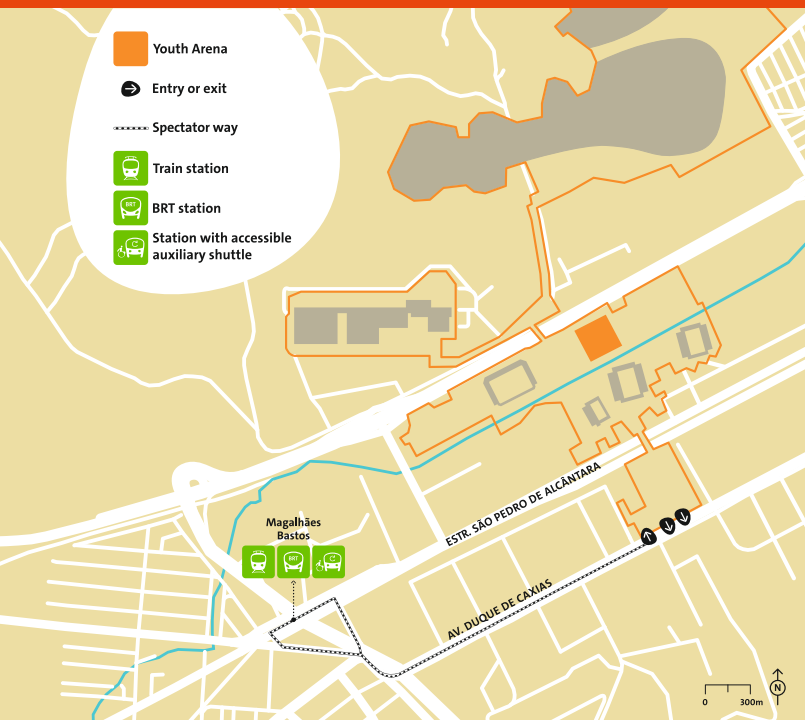 Youth Arena
Entry or exit
Spectator way
Train station
BRT
BRT station
C
Station with accessible
auxiliary shuttle
ESTR. SÃO PEDRO DE ALCÂNTARA
Magalhães
Bastos
BRT
C
AV. DUQUE DE CAXIAS
N
0 300m